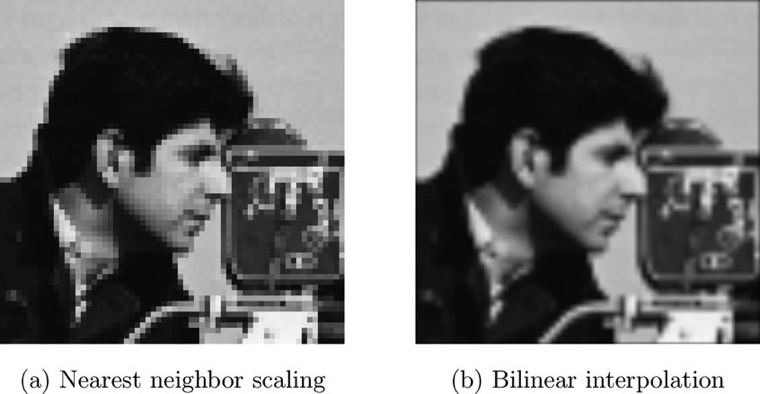 (a) Nearest neighbor scaling
(b) Bilinear interpolation